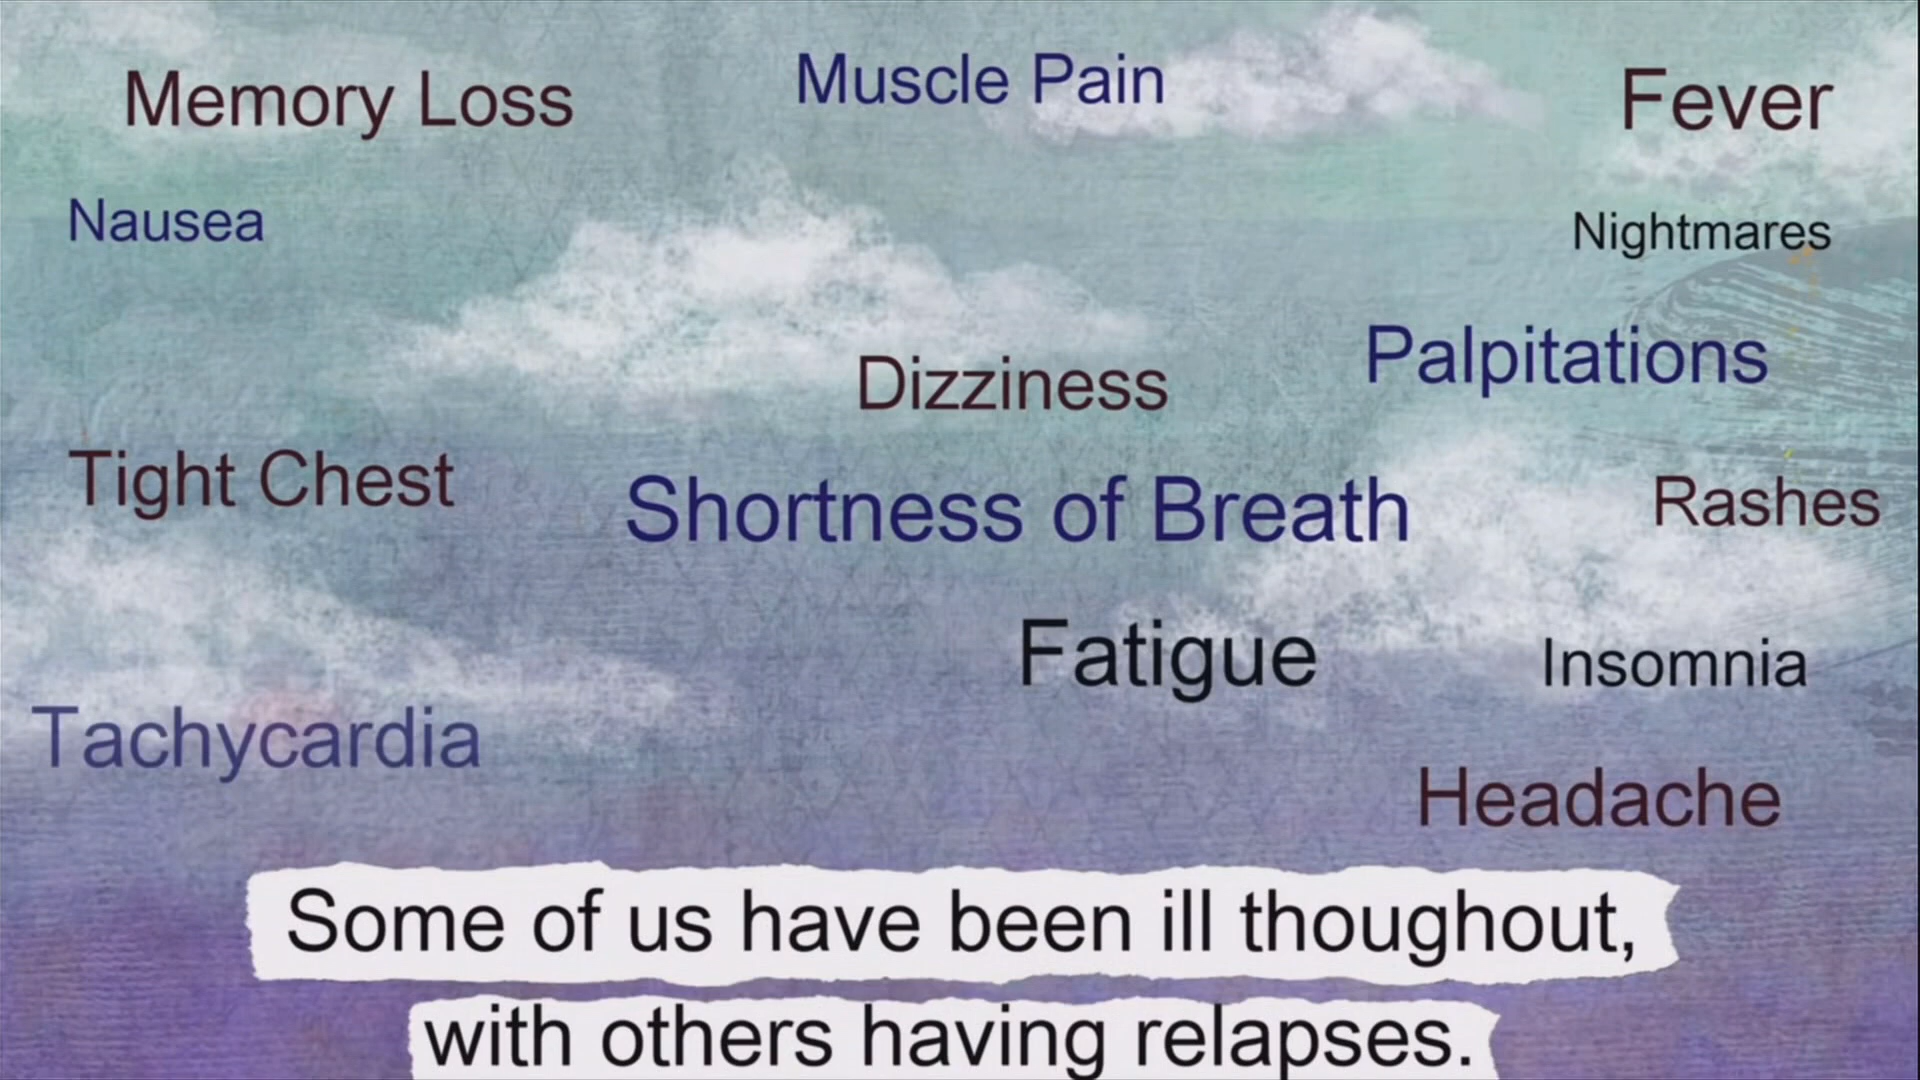 Memory Loss
Muscle Pain
Fever
Nausea
Nightmares
Palpitations
Dizziness
Tight Chest
Shortness of Breath
Rashes
Fatigue
Insomnia
Tachycardia
Headache
Some of us have been ill thoughout,
with others having relapses.